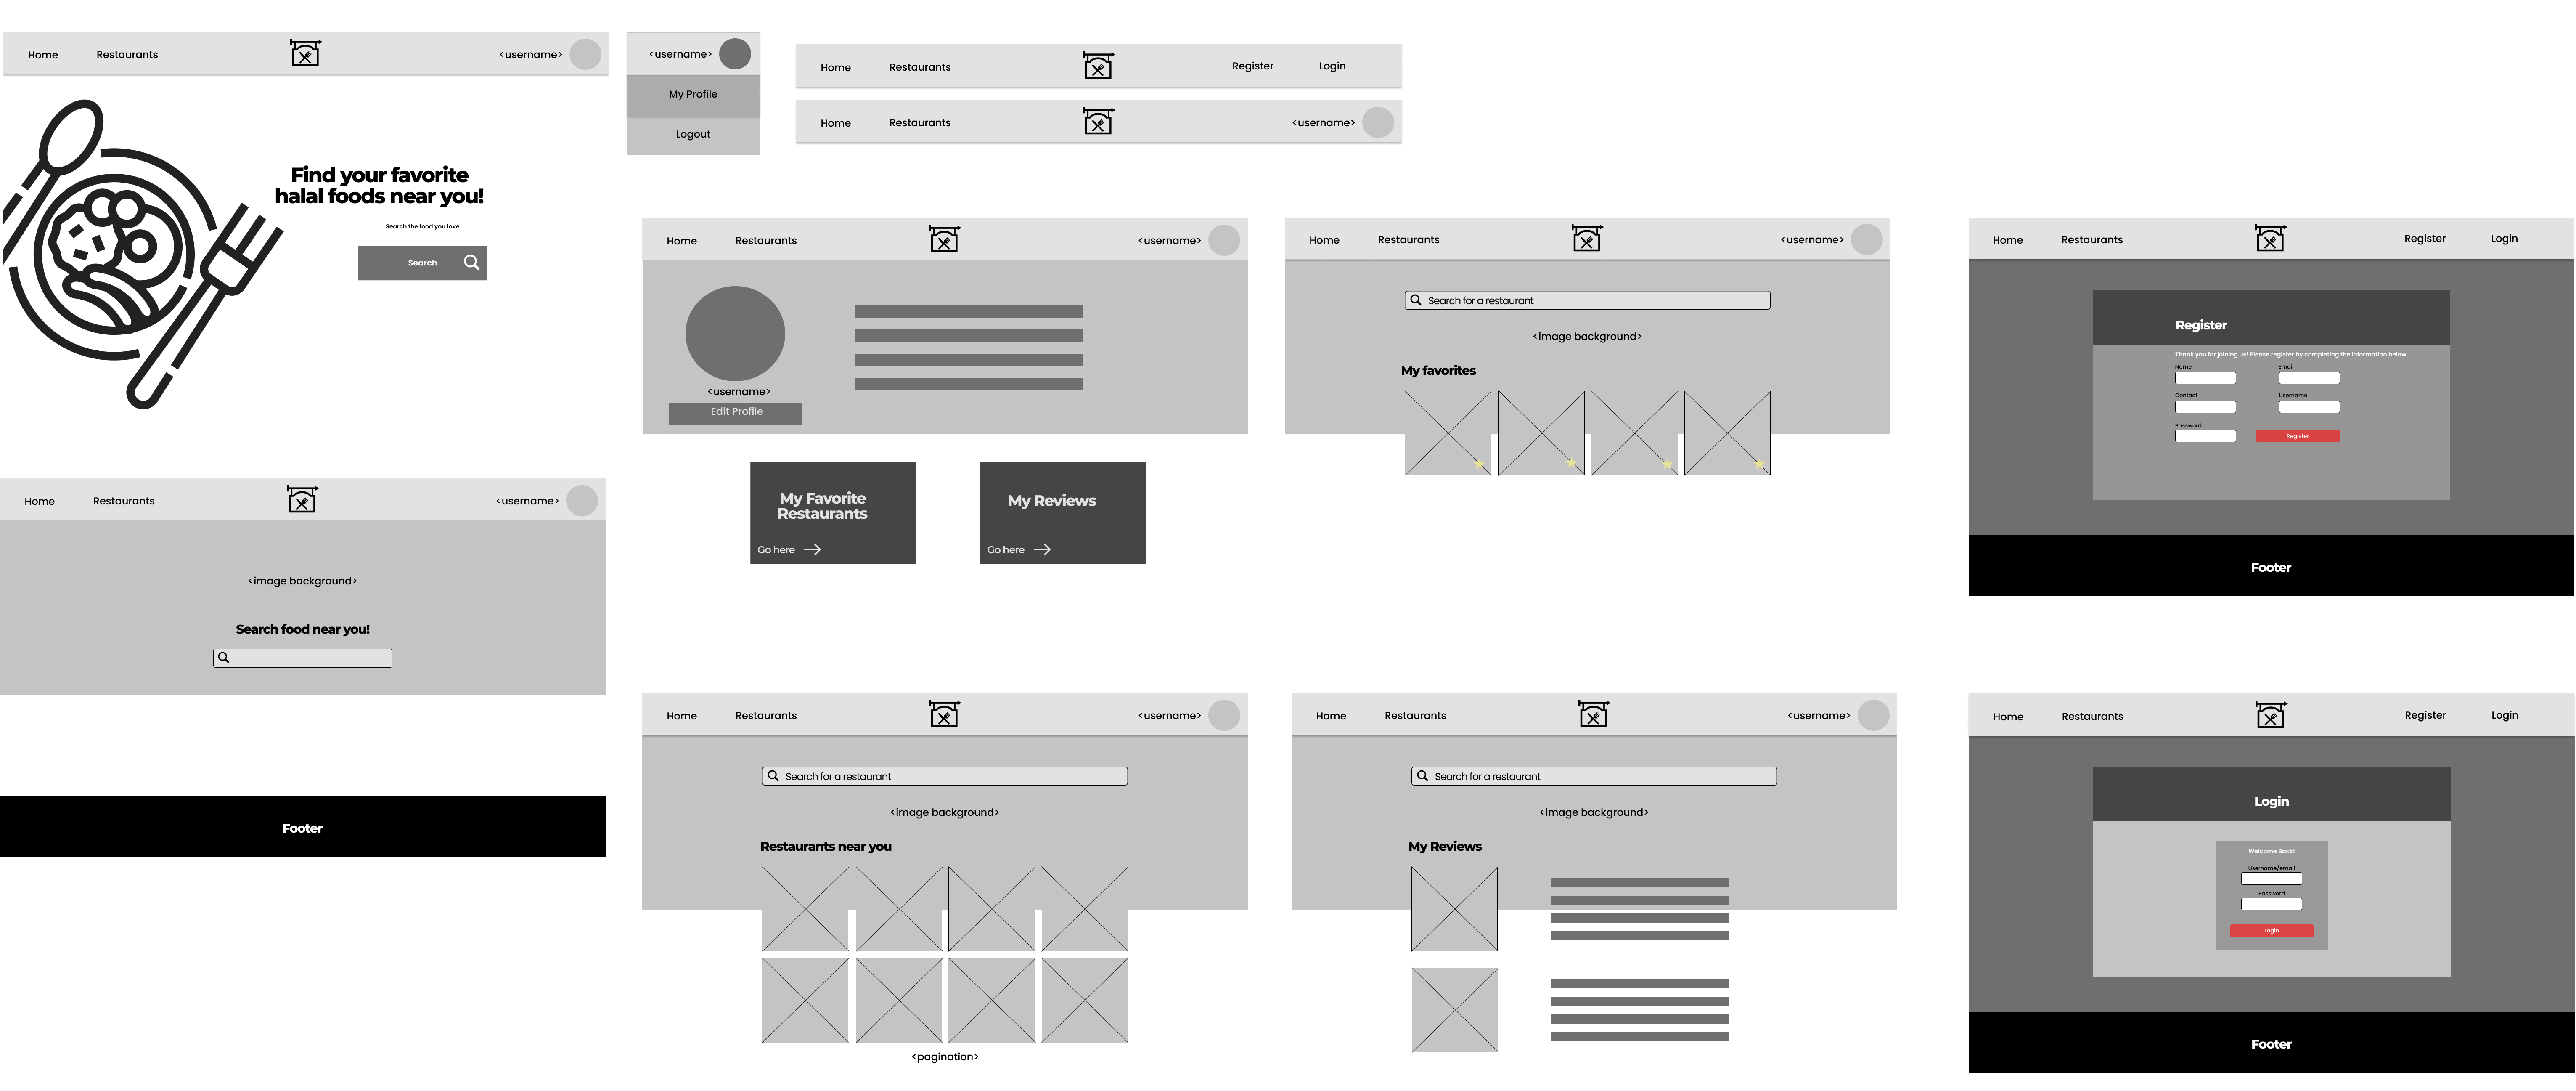 Home
Restaurants
<username>
Find your favorite
halal foods near you!
Search the food you love
Search
<username>
My Profile
Logout
Home
Restaurants
Register
Login
Home
Restaurants
<username>
Home
Restaurants
<username>
<username>
Edit Profile
My Favorite
Restaurants
Go here
My Reviews
Go here
Home
Restaurants
<username>
Search for a restaurant
<image background>
My favorites
Home
Restaurants
Register
Login
Register
Thank you for joining us! Please register by completing the information below.
Name
Email
Contact
Username
Password
Register
Footer
Home
Restaurants
<username>
<image background>
Search food near you!
Footer
Home
Restaurants
<username>
Search for a restaurant
<image background>
Restaurants near you
<pagination>
Home
Restaurants
<username>
Search for a restaurant
<image background>
My Reviews
Home
Restaurants
Register
Login
Login
Welcome Back!
Username/email
Password
Login
Footer